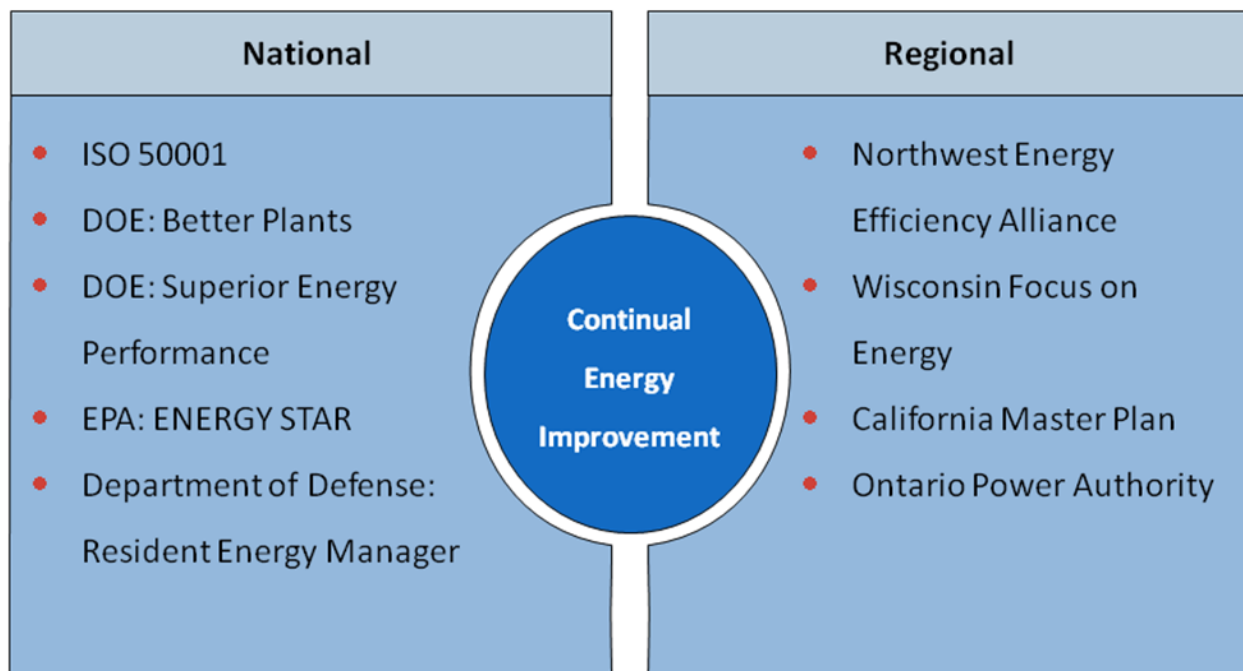 National
ISO 50001
DOE: Better Plants
DOE: Superior Energy
Performance
EPA: ENERGY STAR
Department of Defense:
Resident Energy Manager
Continual
Energy
Improvement
Regional
Northwest Energy
Efficiency Alliance
Wisconsin Focus on
Energy
California Master Plan
Ontario Power Authority